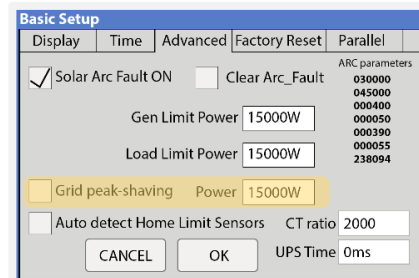 Basic Setup
Display Time Advanced Factory Reset Parallel
ARC parameters
Solar Arc Fault ON Clear Arc_Fault
030000
045000
000400
000050
000390
000055
238094
Gen Limit Power 15000W
Load Limit Power 15000W
Grid peak-shaving Power 15000W
Auto detect Home Limit Sensors CT ratio 2000
CANCEL OK UPS Time 0ms